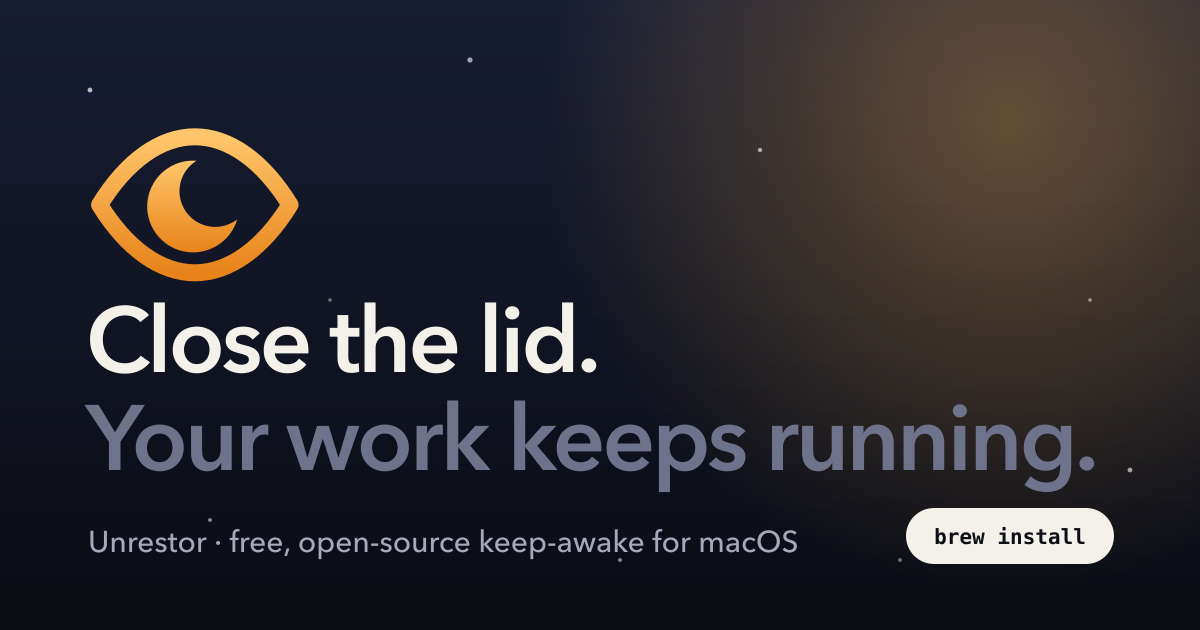 Close the lid.
Your work keeps running.
Unrestor · free, open-source keep-awake for macOS
brew install